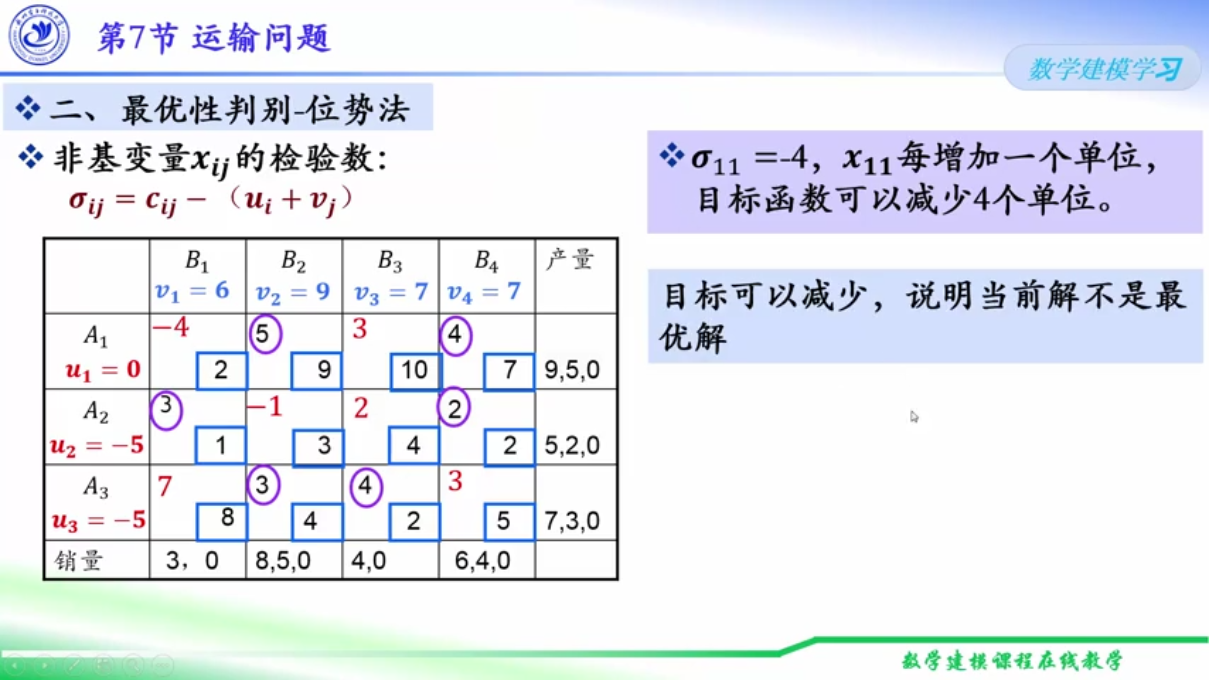 第7节 运输问题
数学建模学习
❖ 二、最优性判别-位势法
❖ 非基变量x_{ij}的检验数：
σ_{ij} = c_{ij} − （u_i + v_j）
❖ σ_{11} =-4，x_{11}每增加一个单位，
目标函数可以减少4个单位。
目标可以减少，说明当前解不是最
优解
B_1 B_2 B_3 B_4 产量
v_1 = 6 v_2 = 9 v_3 = 7 v_4 = 7
A_1 −4 5 3 4
u_1 = 0 2 9 10 7 9,5,0
A_2 3 −1 2 2
u_2 = −5 1 3 4 2 5,2,0
A_3 7 3 4 3
u_3 = −5 8 4 2 5 7,3,0
销量 3，0 8,5,0 4,0 6,4,0
数学建模课程在线教学